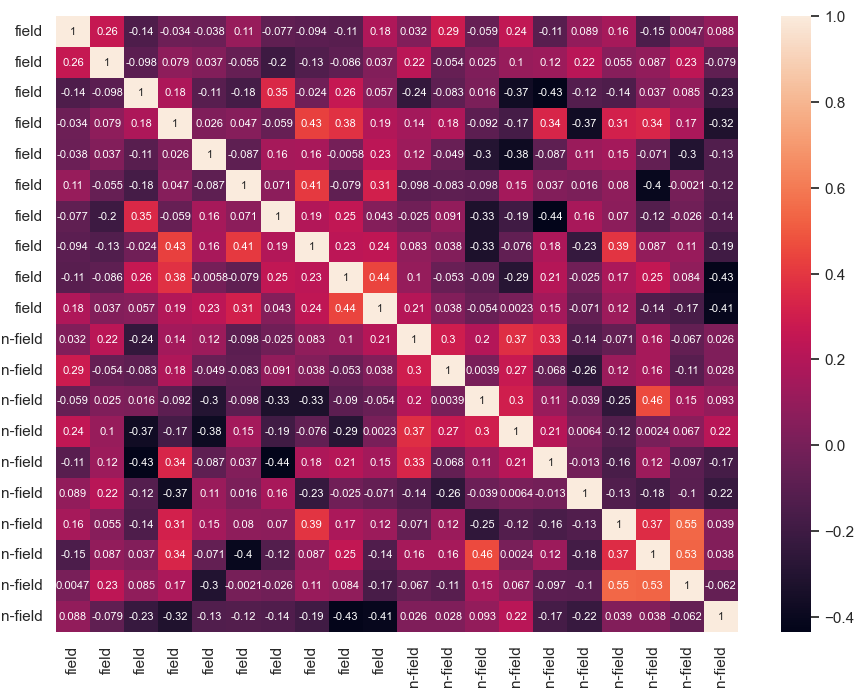 field 1 0.26 -0.14 -0.034 -0.038 0.11 -0.077 -0.094 -0.11 0.18 0.032 0.29 -0.059 0.24 -0.11 0.089 0.16 -0.15 0.0047 0.088
field 0.26 1 -0.098 0.079 0.037 -0.055 -0.2 -0.13 -0.086 0.037 0.22 -0.054 0.025 0.1 0.12 0.22 0.055 0.087 0.23 -0.079
field -0.14 -0.098 1 0.18 -0.11 -0.18 0.35 -0.024 0.26 0.057 -0.24 -0.083 0.016 -0.37 -0.43 -0.12 -0.14 0.037 0.085 -0.23
field -0.034 0.079 0.18 1 0.026 0.047 -0.059 0.43 0.38 0.19 0.14 0.18 -0.092 -0.17 0.34 -0.37 0.31 0.34 0.17 -0.32
field -0.038 0.037 -0.11 0.026 1 -0.087 0.16 0.16 -0.0058 0.23 0.12 -0.049 -0.3 -0.38 -0.087 0.11 0.15 -0.071 -0.3 -0.13
field 0.11 -0.055 -0.18 0.047 -0.087 1 0.071 0.41 -0.079 0.31 -0.098 -0.083 -0.098 0.15 0.037 0.016 0.08 -0.4 -0.0021 -0.12
field -0.077 -0.2 0.35 -0.059 0.16 0.071 1 0.19 0.25 0.043 -0.025 0.091 -0.33 -0.19 -0.44 0.16 0.07 -0.12 -0.026 -0.14
field -0.094 -0.13 -0.024 0.43 0.16 0.41 0.19 1 0.23 0.24 0.083 0.038 -0.33 -0.076 0.18 -0.23 0.39 0.087 0.11 -0.19
field -0.11 -0.086 0.26 0.38 -0.0058 -0.079 0.25 0.23 1 0.44 0.1 -0.053 -0.09 -0.29 0.21 -0.025 0.17 0.25 0.084 -0.43
field 0.18 0.037 0.057 0.19 0.23 0.31 0.043 0.24 0.44 1 0.21 0.038 -0.054 0.0023 0.15 -0.071 0.12 -0.14 -0.17 -0.41
n-field 0.032 0.22 -0.24 0.14 0.12 -0.098 -0.025 0.083 0.1 0.21 1 0.3 0.2 0.37 0.33 -0.14 -0.071 0.16 -0.067 0.026
n-field 0.29 -0.054 -0.083 0.18 -0.049 -0.083 0.091 0.038 -0.053 0.038 0.3 1 0.0039 0.27 -0.068 -0.26 0.12 0.16 -0.11 0.028
n-field -0.059 0.025 0.016 -0.092 -0.3 -0.098 -0.33 -0.33 -0.09 -0.054 0.2 0.0039 1 0.3 0.11 -0.039 -0.25 0.46 0.15 0.093
n-field 0.24 0.1 -0.37 -0.17 -0.38 0.15 -0.19 -0.076 -0.29 0.0023 0.37 0.27 0.3 1 0.21 0.0064 -0.12 0.0024 0.067 0.22
n-field -0.11 0.12 -0.43 0.34 -0.087 0.037 -0.44 0.18 0.21 0.15 0.33 -0.068 0.11 0.21 1 -0.013 -0.16 0.12 -0.097 -0.17
n-field 0.089 0.22 -0.12 -0.37 0.11 0.016 0.16 -0.23 -0.025 -0.071 -0.14 -0.26 -0.039 0.0064 -0.013 1 -0.13 -0.18 -0.1 -0.22
n-field 0.16 0.055 -0.14 0.31 0.15 0.08 0.07 0.39 0.17 0.12 -0.071 0.12 -0.25 -0.12 -0.16 -0.13 1 0.37 0.55 0.039
n-field -0.15 0.087 0.037 0.34 -0.071 -0.4 -0.12 0.087 0.25 -0.14 0.16 0.16 0.46 0.0024 0.12 -0.18 0.37 1 0.53 0.038
n-field 0.0047 0.23 0.085 0.17 -0.3 -0.0021 -0.026 0.11 0.084 -0.17 -0.067 -0.11 0.15 0.067 -0.097 -0.1 0.55 0.53 1 -0.062
n-field 0.088 -0.079 -0.23 -0.32 -0.13 -0.12 -0.14 -0.19 -0.43 -0.41 0.026 0.028 0.093 0.22 -0.17 -0.22 0.039 0.038 -0.062 1
field field field field field field field field field field n-field n-field n-field n-field n-field n-field n-field n-field n-field n-field
1.0
0.8
0.6
0.4
0.2
0.0
−0.2
−0.4